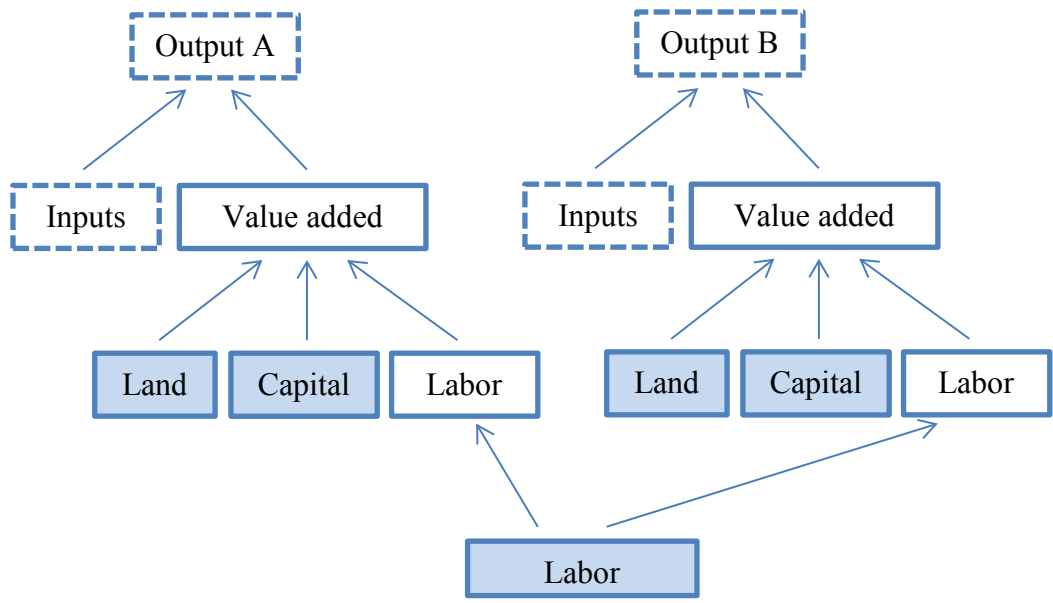 Output A
Output B
Inputs
Value added
Inputs
Value added
Land
Capital
Labor
Land
Capital
Labor
Labor